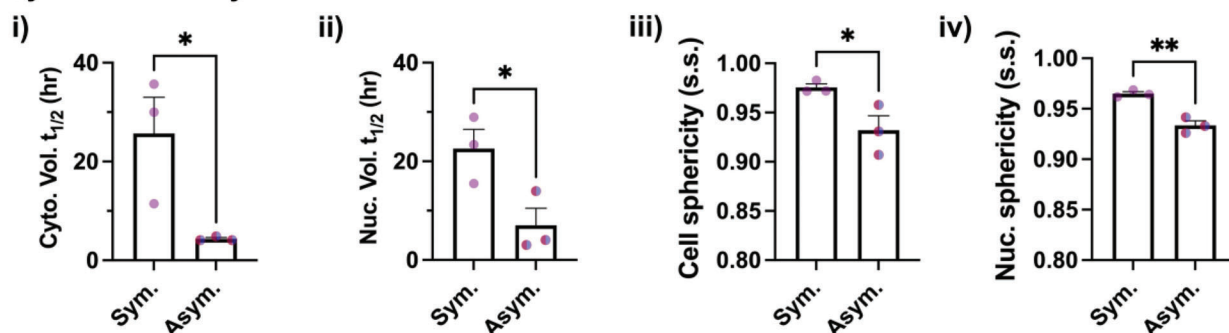 i)
Cyto. Vol. t1/2 (hr)
40
20
0
*
Sym.
Asym.
ii)
Nuc. Vol. t1/2 (hr)
40
20
0
*
Sym.
Asym.
iii)
Cell sphericity (s.s.)
1.00
0.95
0.90
0.85
0.80
*
Sym.
Asym.
iv)
Nuc. sphericity (s.s.)
1.00
0.95
0.90
0.85
0.80
**
Sym.
Asym.